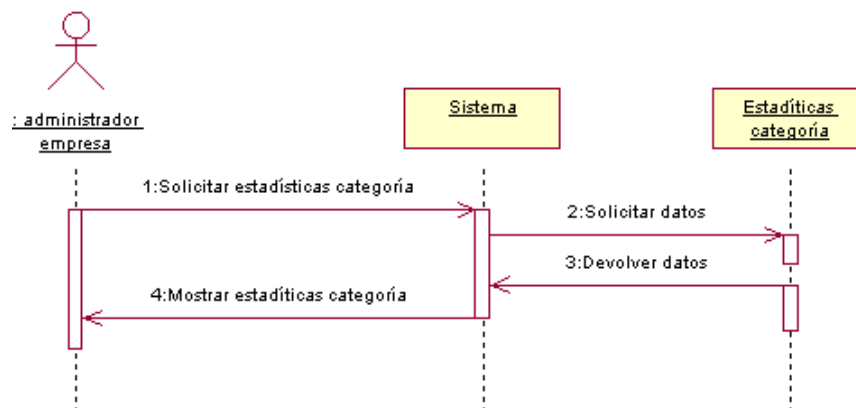 : administrador
empresa
Sistema
Estadíticas
categoría
1:Solicitar estadísticas categoría
2:Solicitar datos
3:Devolver datos
4:Mostrar estadíticas categoría